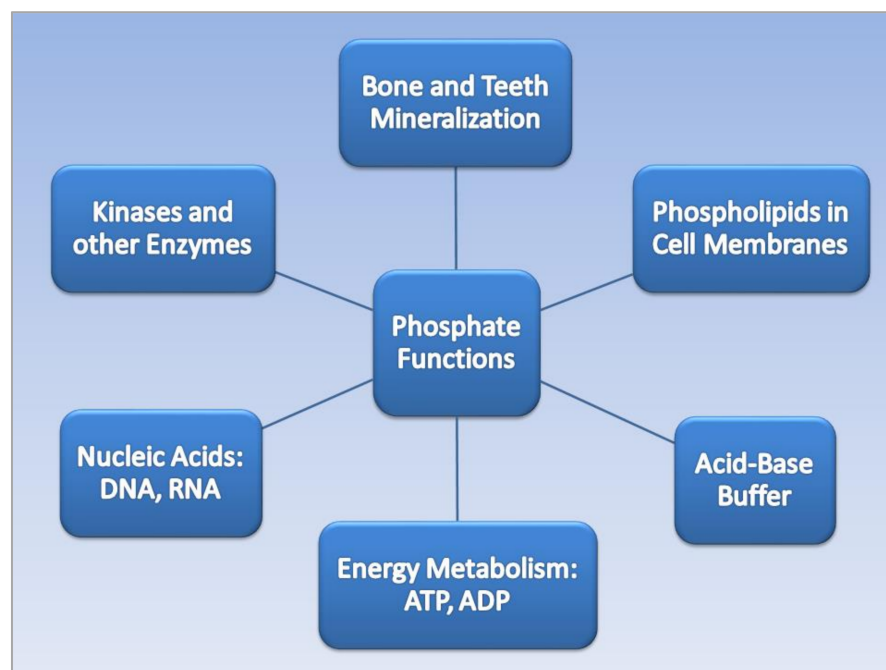 Bone and Teeth
Mineralization
Kinases and
other Enzymes
Phospholipids in
Cell Membranes
Phosphate
Functions
Nucleic Acids:
DNA, RNA
Acid-Base
Buffer
Energy Metabolism:
ATP, ADP